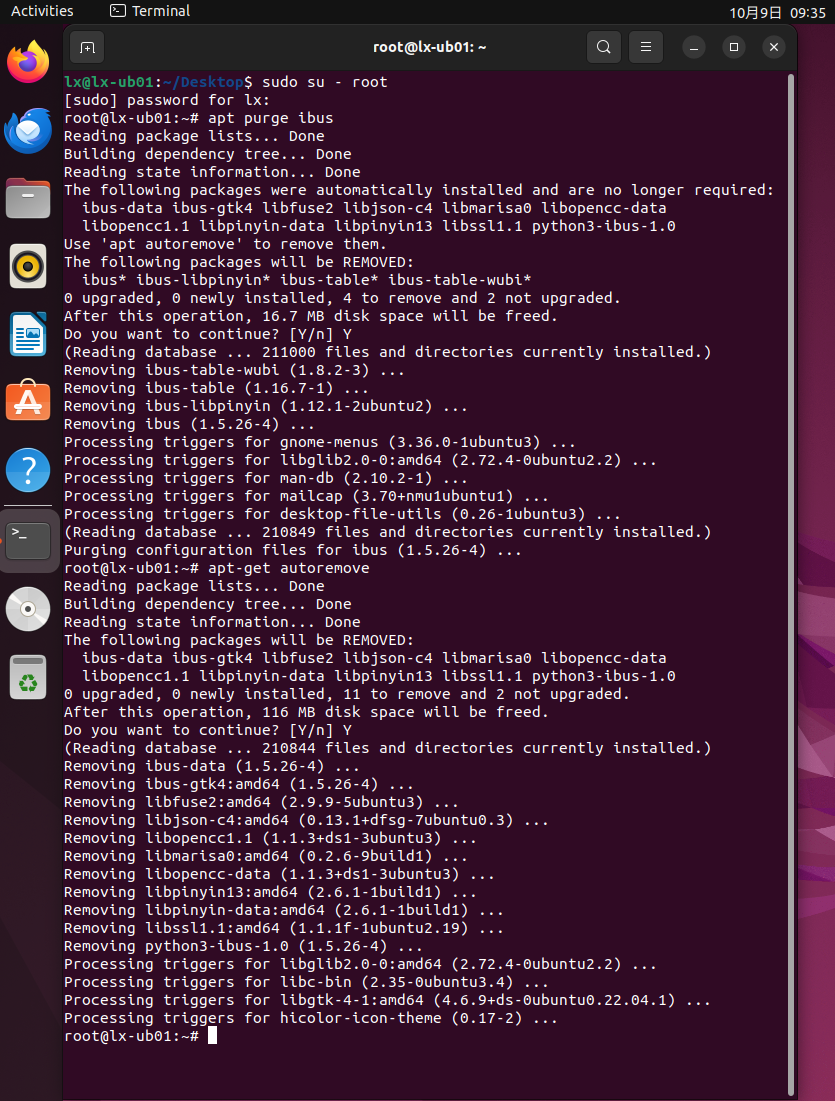 Activities
Terminal
10月9日 09:35
root@lx-ub01: ~
lx@lx-ub01:~/Desktop$ sudo su - root
[sudo] password for lx:
root@lx-ub01:~# apt purge ibus
Reading package lists... Done
Building dependency tree... Done
Reading state information... Done
The following packages were automatically installed and are no longer required:
  ibus-data ibus-gtk4 libfuse2 libjson-c4 libmarisa0 libopencc-data
  libopencc1.1 libpinyin-data libpinyin13 libssl1.1 python3-ibus-1.0
Use 'apt autoremove' to remove them.
The following packages will be REMOVED:
  ibus* ibus-libpinyin* ibus-table* ibus-table-wubi*
0 upgraded, 0 newly installed, 4 to remove and 2 not upgraded.
After this operation, 16.7 MB disk space will be freed.
Do you want to continue? [Y/n] Y
(Reading database ... 211000 files and directories currently installed.)
Removing ibus-table-wubi (1.8.2-3) ...
Removing ibus-table (1.16.7-1) ...
Removing ibus-libpinyin (1.12.1-2ubuntu2) ...
Removing ibus (1.5.26-4) ...
Processing triggers for gnome-menus (3.36.0-1ubuntu3) ...
Processing triggers for libglib2.0-0:amd64 (2.72.4-0ubuntu2.2) ...
Processing triggers for man-db (2.10.2-1) ...
Processing triggers for mailcap (3.70+nmu1ubuntu1) ...
Processing triggers for desktop-file-utils (0.26-1ubuntu3) ...
(Reading database ... 210849 files and directories currently installed.)
Purging configuration files for ibus (1.5.26-4) ...
root@lx-ub01:~# apt-get autoremove
Reading package lists... Done
Building dependency tree... Done
Reading state information... Done
The following packages will be REMOVED:
  ibus-data ibus-gtk4 libfuse2 libjson-c4 libmarisa0 libopencc-data
  libopencc1.1 libpinyin-data libpinyin13 libssl1.1 python3-ibus-1.0
0 upgraded, 0 newly installed, 11 to remove and 2 not upgraded.
After this operation, 116 MB disk space will be freed.
Do you want to continue? [Y/n] Y
(Reading database ... 210844 files and directories currently installed.)
Removing ibus-data (1.5.26-4) ...
Removing ibus-gtk4:amd64 (1.5.26-4) ...
Removing libfuse2:amd64 (2.9.9-5ubuntu3) ...
Removing libjson-c4:amd64 (0.13.1+dfsg-7ubuntu0.3) ...
Removing libopencc1.1 (1.1.3+ds1-3ubuntu3) ...
Removing libmarisa0:amd64 (0.2.6-9build1) ...
Removing libopencc-data (1.1.3+ds1-3ubuntu3) ...
Removing libpinyin13:amd64 (2.6.1-1build1) ...
Removing libpinyin-data:amd64 (2.6.1-1build1) ...
Removing libssl1.1:amd64 (1.1.1f-1ubuntu2.19) ...
Removing python3-ibus-1.0 (1.5.26-4) ...
Processing triggers for libglib2.0-0:amd64 (2.72.4-0ubuntu2.2) ...
Processing triggers for libc-bin (2.35-0ubuntu3.4) ...
Processing triggers for libgtk-4-1:amd64 (4.6.9+ds-0ubuntu0.22.04.1) ...
Processing triggers for hicolor-icon-theme (0.17-2) ...
root@lx-ub01:~#